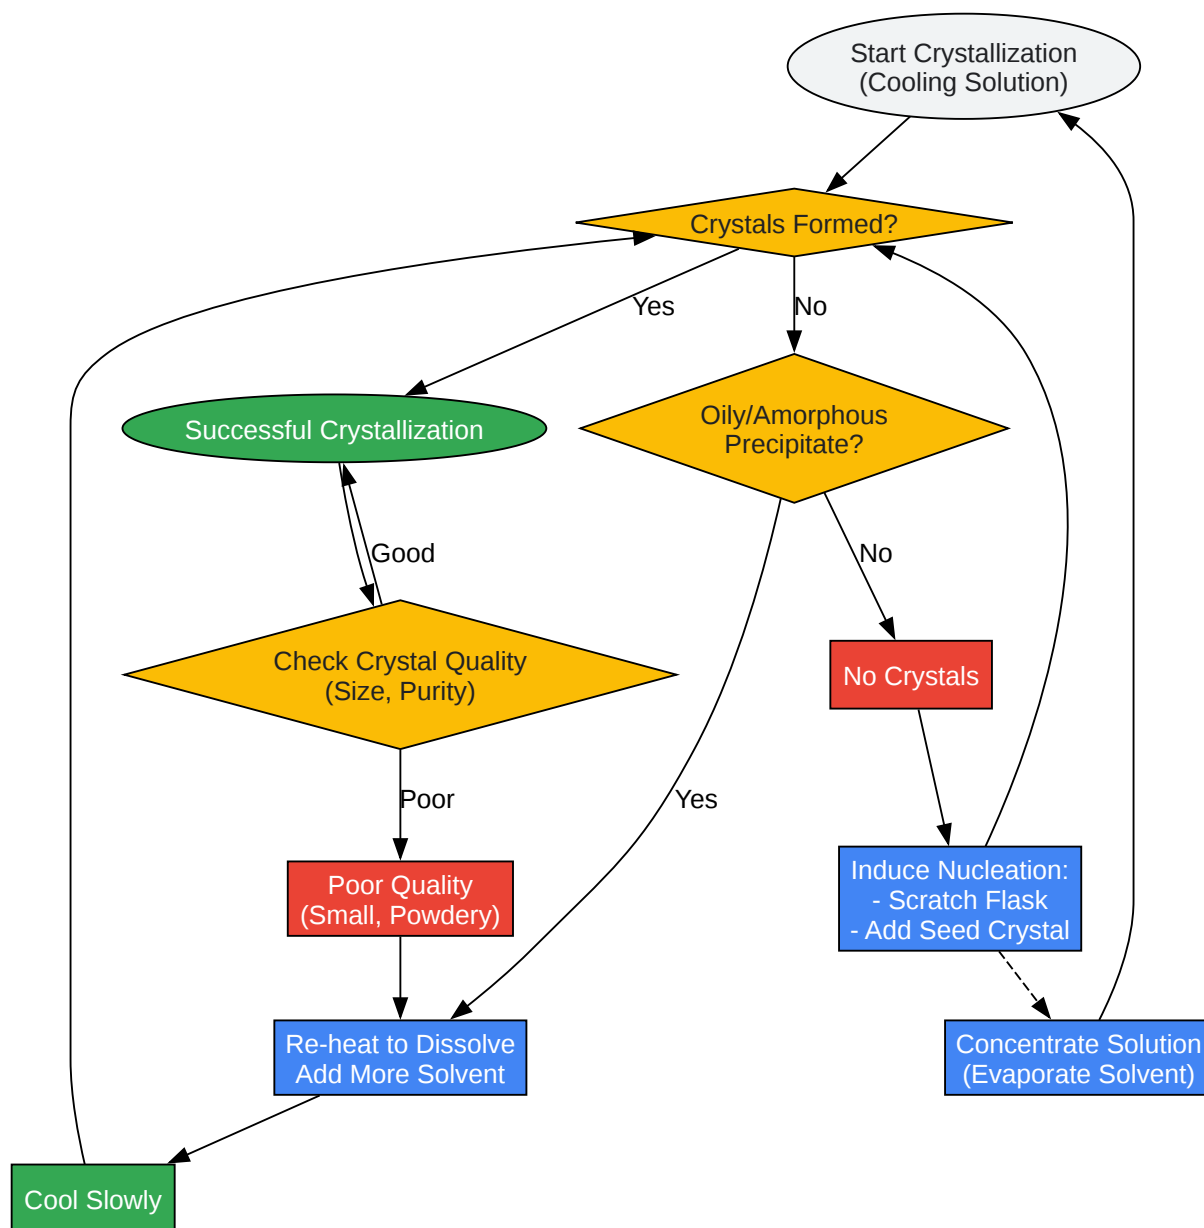 Start Crystallization
(Cooling Solution)
Crystals Formed?
Yes
No
Successful Crystallization
Oily/Amorphous
Precipitate?
Good
No
Check Crystal Quality
(Size, Purity)
No Crystals
Poor
Yes
Poor Quality
(Small, Powdery)
Induce Nucleation:
- Scratch Flask
- Add Seed Crystal
Re-heat to Dissolve
Add More Solvent
Concentrate Solution
(Evaporate Solvent)
Cool Slowly